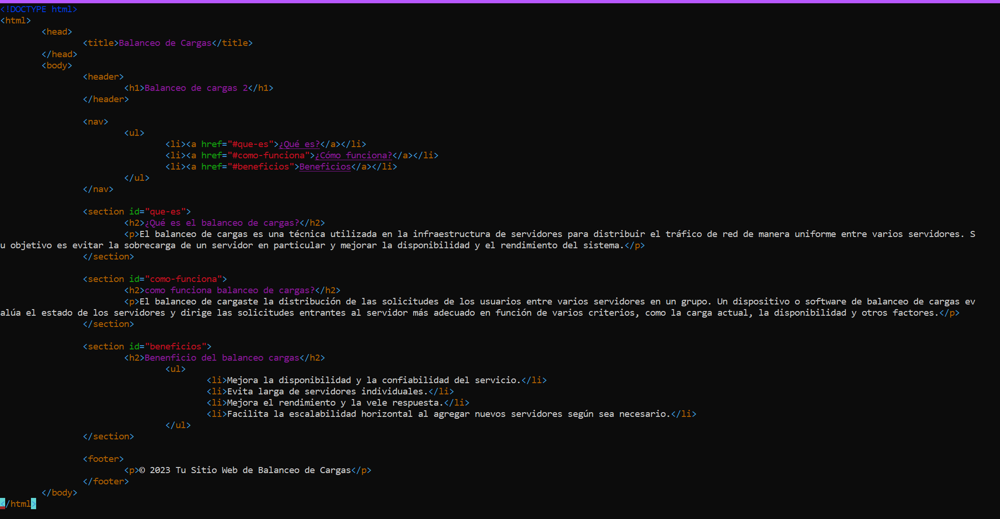 <!DOCTYPE html>
<html>
<head>
<title>Balanceo de Cargas</title>
</head>
<body>
<header>
<h1>Balanceo de cargas 2</h1>
</header>
<nav>
<ul>
<li><a href="#que-es">¿Qué es?</a></li>
<li><a href="#como-funciona">¿Cómo funciona?</a></li>
<li><a href="#beneficios">Beneficios</a></li>
</ul>
</nav>
<section id="que-es">
<h2>¿Qué es el balanceo de cargas?</h2>
<p>El balanceo de cargas es una técnica utilizada en la infraestructura de servidores para distribuir el tráfico de red de manera uniforme entre varios servidores. S
u objetivo es evitar la sobrecarga de un servidor en particular y mejorar la disponibilidad y el rendimiento del sistema.</p>
</section>
<section id="como-funciona">
<h2>como funciona balanceo de cargas?</h2>
<p>El balanceo de cargaste la distribución de las solicitudes de los usuarios entre varios servidores en un grupo. Un dispositivo o software de balanceo de cargas ev
alúa el estado de los servidores y dirige las solicitudes entrantes al servidor más adecuado en función de varios criterios, como la carga actual, la disponibilidad y otros factores.</p>
</section>
<section id="beneficios">
<h2>Benenficio del balanceo cargas</h2>
<ul>
<li>Mejora la disponibilidad y la confiabilidad del servicio.</li>
<li>Evita larga de servidores individuales.</li>
<li>Mejora el rendimiento y la vele respuesta.</li>
<li>Facilita la escalabilidad horizontal al agregar nuevos servidores según sea necesario.</li>
</ul>
</section>
<footer>
<p>© 2023 Tu Sitio Web de Balanceo de Cargas</p>
</footer>
</body>
</html>